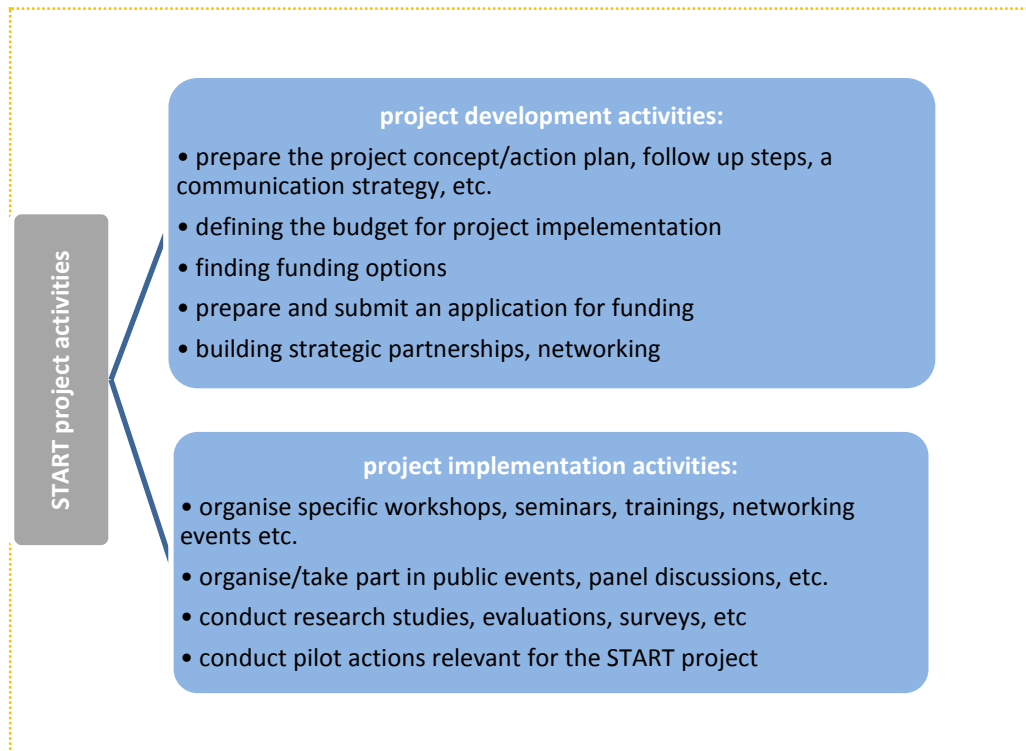 START project activities
project development activities:
• prepare the project concept/action plan, follow up steps, a
communication strategy, etc.
• defining the budget for project impelementation
• finding funding options
• prepare and submit an application for funding
• building strategic partnerships, networking
project implementation activities:
• organise specific workshops, seminars, trainings, networking
events etc.
• organise/take part in public events, panel discussions, etc.
• conduct research studies, evaluations, surveys, etc
• conduct pilot actions relevant for the START project